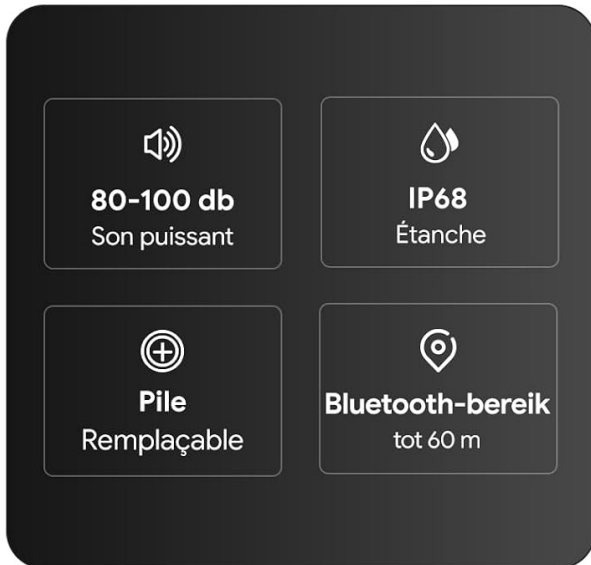 80-100 db
Son puissant
IP68
Étanche
Pile
Remplaçable
Bluetooth-bereik
tot 60 m